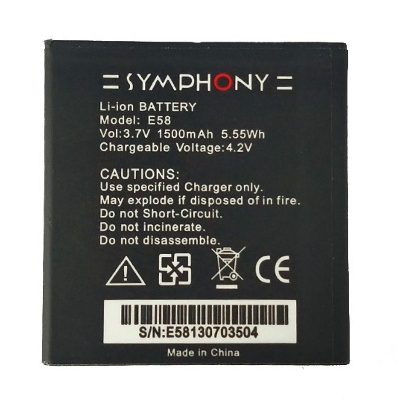 SYMPHONY
Li-ion BATTERY
Model: E58
Vol:3.7V 1500mAh 5.55Wh
Chargeable Voltage:4.2V
CAUTIONS:
Use specified Charger only.
May explode if disposed of in fire.
Do not Short-Circuit.
Do not incinerate.
Do not disassemble.
CE
S/N:E58130703504
Made in China